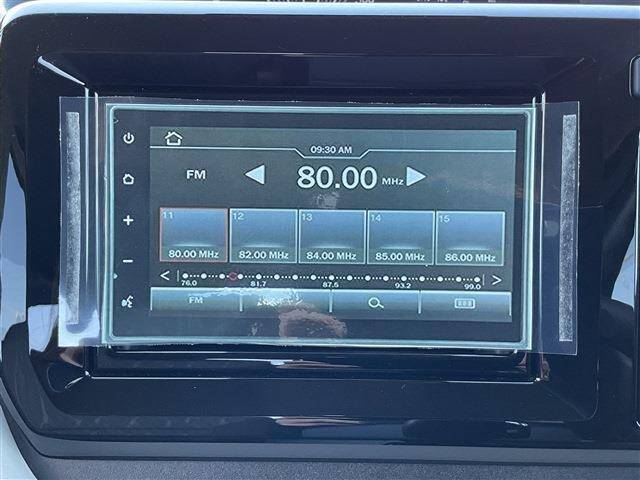 09:30 AM
FM 80.00 MHz
11 12 13 14 15
80.00 MHz 82.00 MHz 84.00 MHz 85.00 MHz 86.00 MHz
< >
76.0 81.7 87.5 93.2 99.0
FM